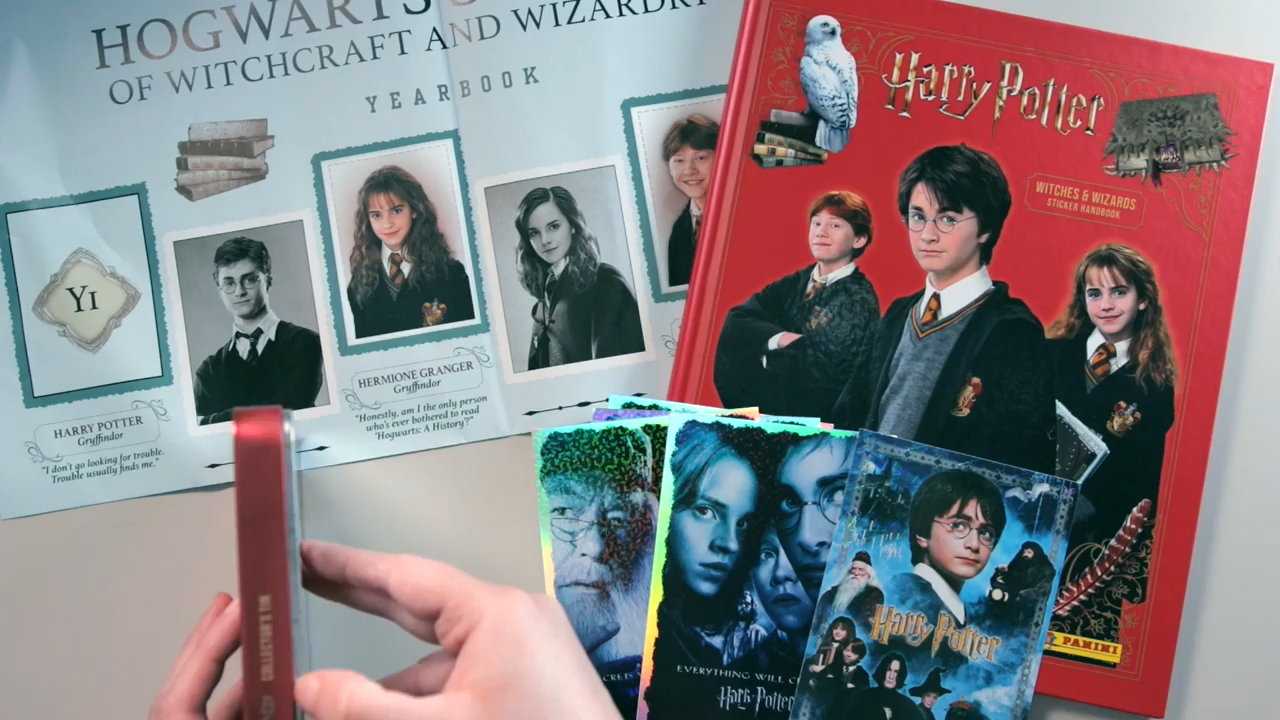 HOGWARTS
OF WITCHCRAFT AND WIZARDRY
YEARBOOK
YI
HARRY POTTER
Gryffindor
"I don't go looking for trouble.
Trouble usually finds me."
HERMIONE GRANGER
Gryffindor
"Honestly, am I the only person
who's ever bothered to read
"Hogwarts: A History?"
Harry Potter
WITCHES & WIZARDS
STICKER HANDBOOK
PANINI
EVERYTHING WILL C
Harry Potter
Harry Potter
COLLECTOR'S TIN